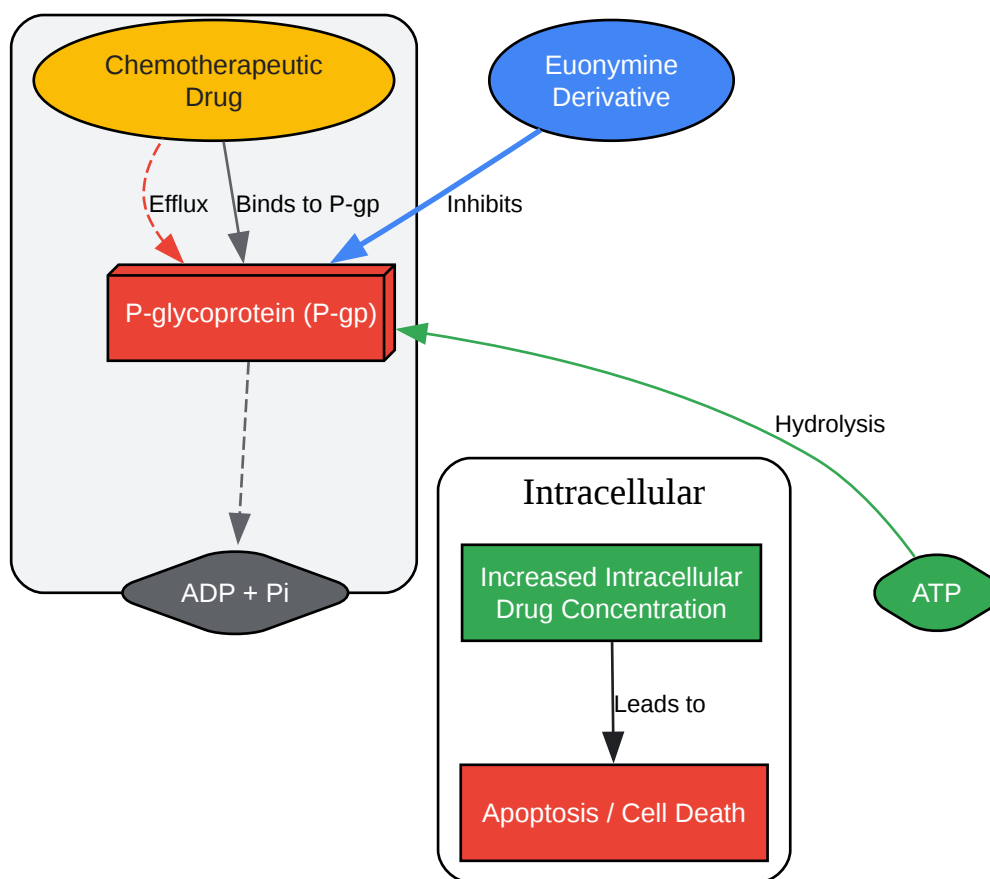 Chemotherapeutic
Drug
Euonymine
Derivative
Efflux
Binds to P-gp
Inhibits
P-glycoprotein (P-gp)
Hydrolysis
Intracellular
Increased Intracellular
Drug Concentration
ADP + Pi
ATP
Leads to
Apoptosis / Cell Death